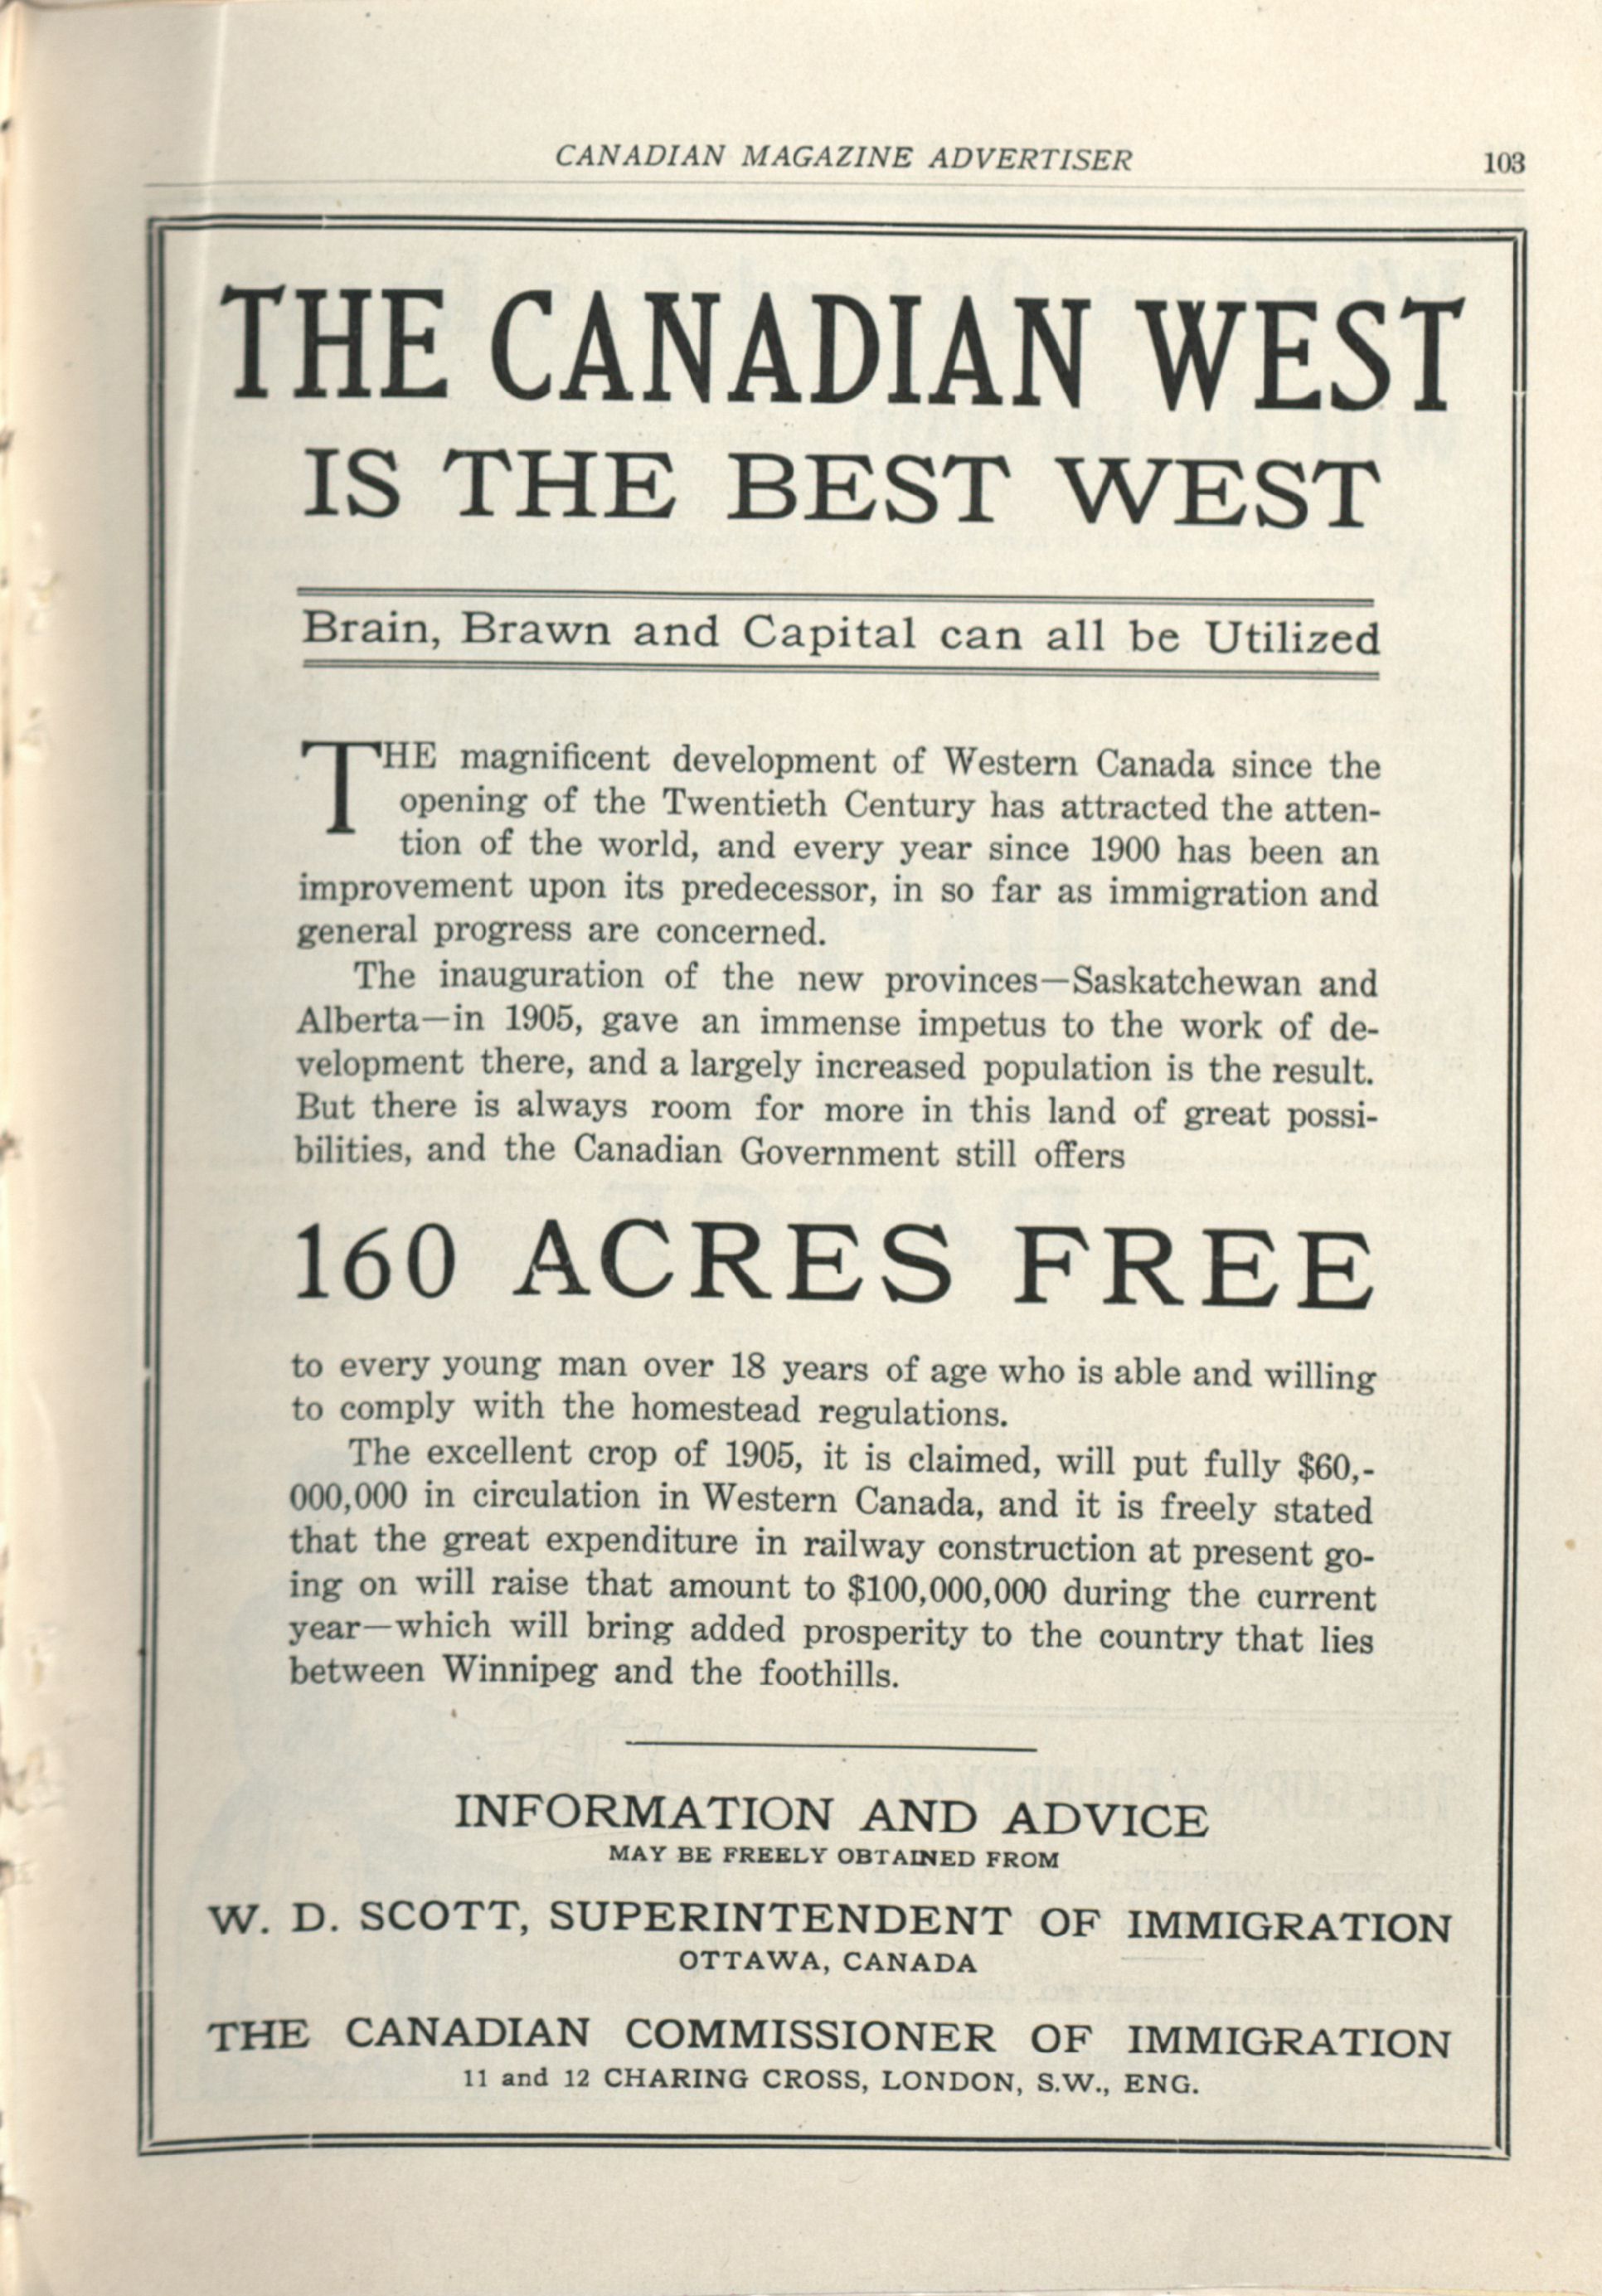 CANADIAN MAGAZINE ADVERTISER 103
THE CANADIAN WEST
IS THE BEST WEST
Brain, Brawn and Capital can all be Utilized
THE magnificent development of Western Canada since the
opening of the Twentieth Century has attracted the atten-
tion of the world, and every year since 1900 has been an
improvement upon its predecessor, in so far as immigration and
general progress are concerned.
The inauguration of the new provinces—Saskatchewan and
Alberta—in 1905, gave an immense impetus to the work of de-
velopment there, and a largely increased population is the result.
But there is always room for more in this land of great possi-
bilities, and the Canadian Government still offers
160 ACRES FREE
to every young man over 18 years of age who is able and willing
to comply with the homestead regulations.
The excellent crop of 1905, it is claimed, will put fully $60,-
000,000 in circulation in Western Canada, and it is freely stated
that the great expenditure in railway construction at present go-
ing on will raise that amount to $100,000,000 during the current
year—which will bring added prosperity to the country that lies
between Winnipeg and the foothills.
INFORMATION AND ADVICE
MAY BE FREELY OBTAINED FROM
W. D. SCOTT, SUPERINTENDENT OF IMMIGRATION
OTTAWA, CANADA
THE CANADIAN COMMISSIONER OF IMMIGRATION
11 and 12 CHARING CROSS, LONDON, S.W., ENG.